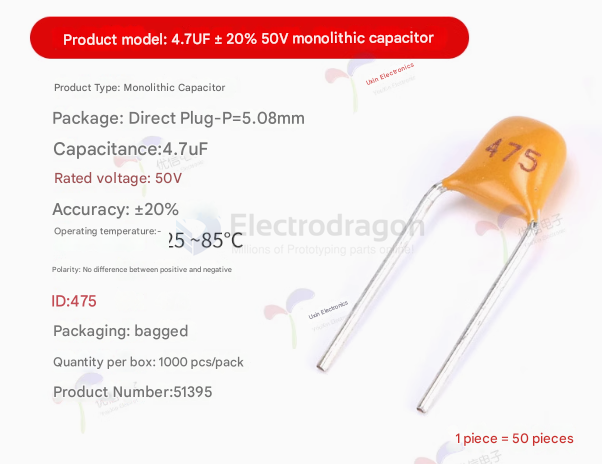 Product model: 4.7UF ± 20% 50V monolithic capacitor
Uxin Electronics
Product Type: Monolithic Capacitor
Package: Direct Plug-P=5.08mm
Capacitance:4.7uF
475
Rated voltage: 50V
Accuracy: ±20%
Electrodragon
Operating temperature:-
25 ~85°C
Millions of Prototyping parts online!
Polarity: No difference between positive and negative
ID:475
Uxin Electronics
Packaging: bagged
Quantity per box: 1000 pcs/pack
Product Number:51395
1 piece = 50 pieces